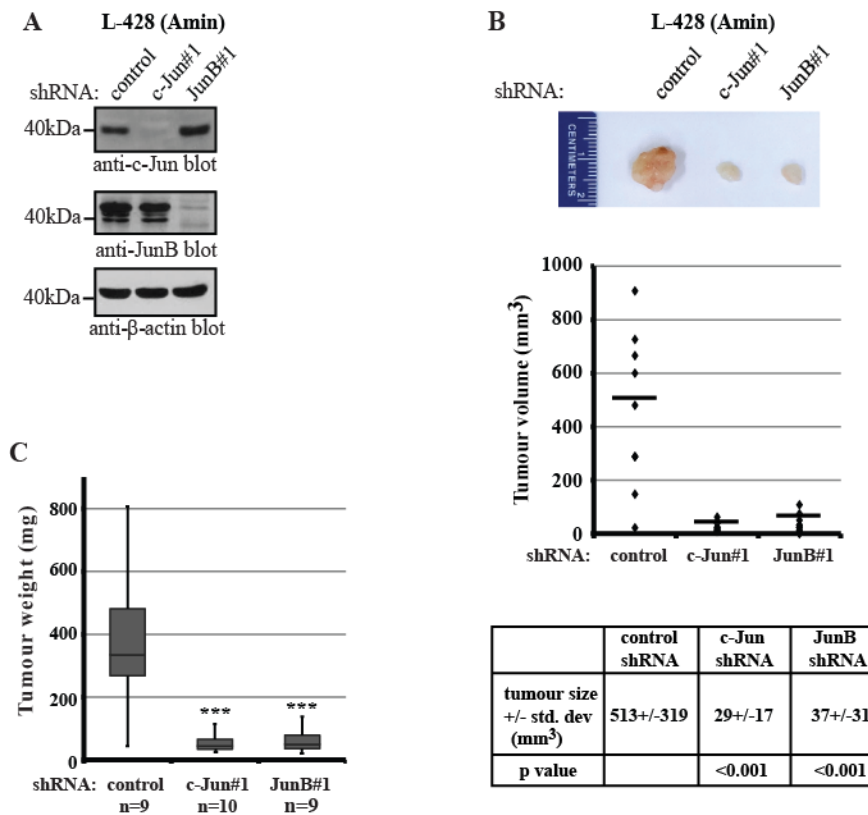 A
L-428 (Amin)
shRNA: control c-Jun#1 JunB#1
40kDa
anti-c-Jun blot
40kDa
anti-JunB blot
40kDa
anti-β-actin blot
B
L-428 (Amin)
shRNA: control c-Jun#1 JunB#1
CENTIMETERS 1 2
Tumour volume (mm³)
1000
800
600
400
200
0
shRNA: control c-Jun#1 JunB#1
control shRNA c-Jun shRNA JunB shRNA
tumour size +/- std. dev (mm³) 513+/-319 29+/-17 37+/-31
p value <0.001 <0.001
C
Tumour weight (mg)
800
600
400
200
0
*** ***
shRNA: control c-Jun#1 JunB#1
n=9 n=10 n=9